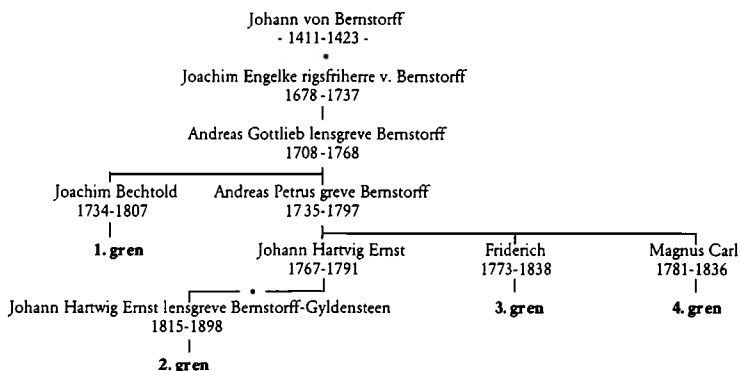 Johann von Bernstorff
- 1411-1423 -
Joachim Engelke rigsfriherre v. Bernstorff
1678-1737
Andreas Gottlieb lensgreve Bernstorff
1708-1768
Joachim Bechtold Andreas Petrus greve Bernstorff
1734-1807 1735-1797
1. gren
Johann Hartvig Ernst Friderich Magnus Carl
1767-1791 1773-1838 1781-1836
Johann Hartwig Ernst lensgreve Bernstorff-Gyldensteen 3. gren 4. gren
1815-1898
2. gren